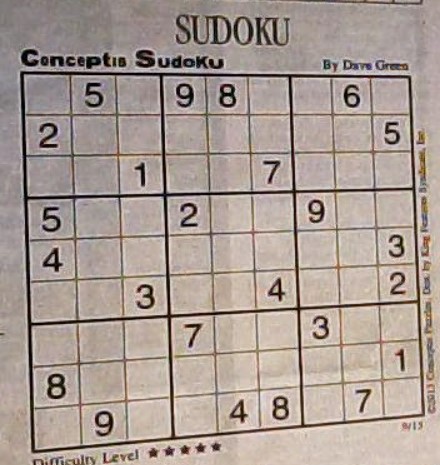 SUDOKU
Conceptis SudoKu By Dave Green
5 9 8 6
2 5
1 7
5 2 9
4 3
3 4 2
7 3
8 1
9 4 8 7
9/15
Difficulty Level ★★★★★
©2013 Conceptis Puzzles, Dist. by King Features Syndicate, Inc.